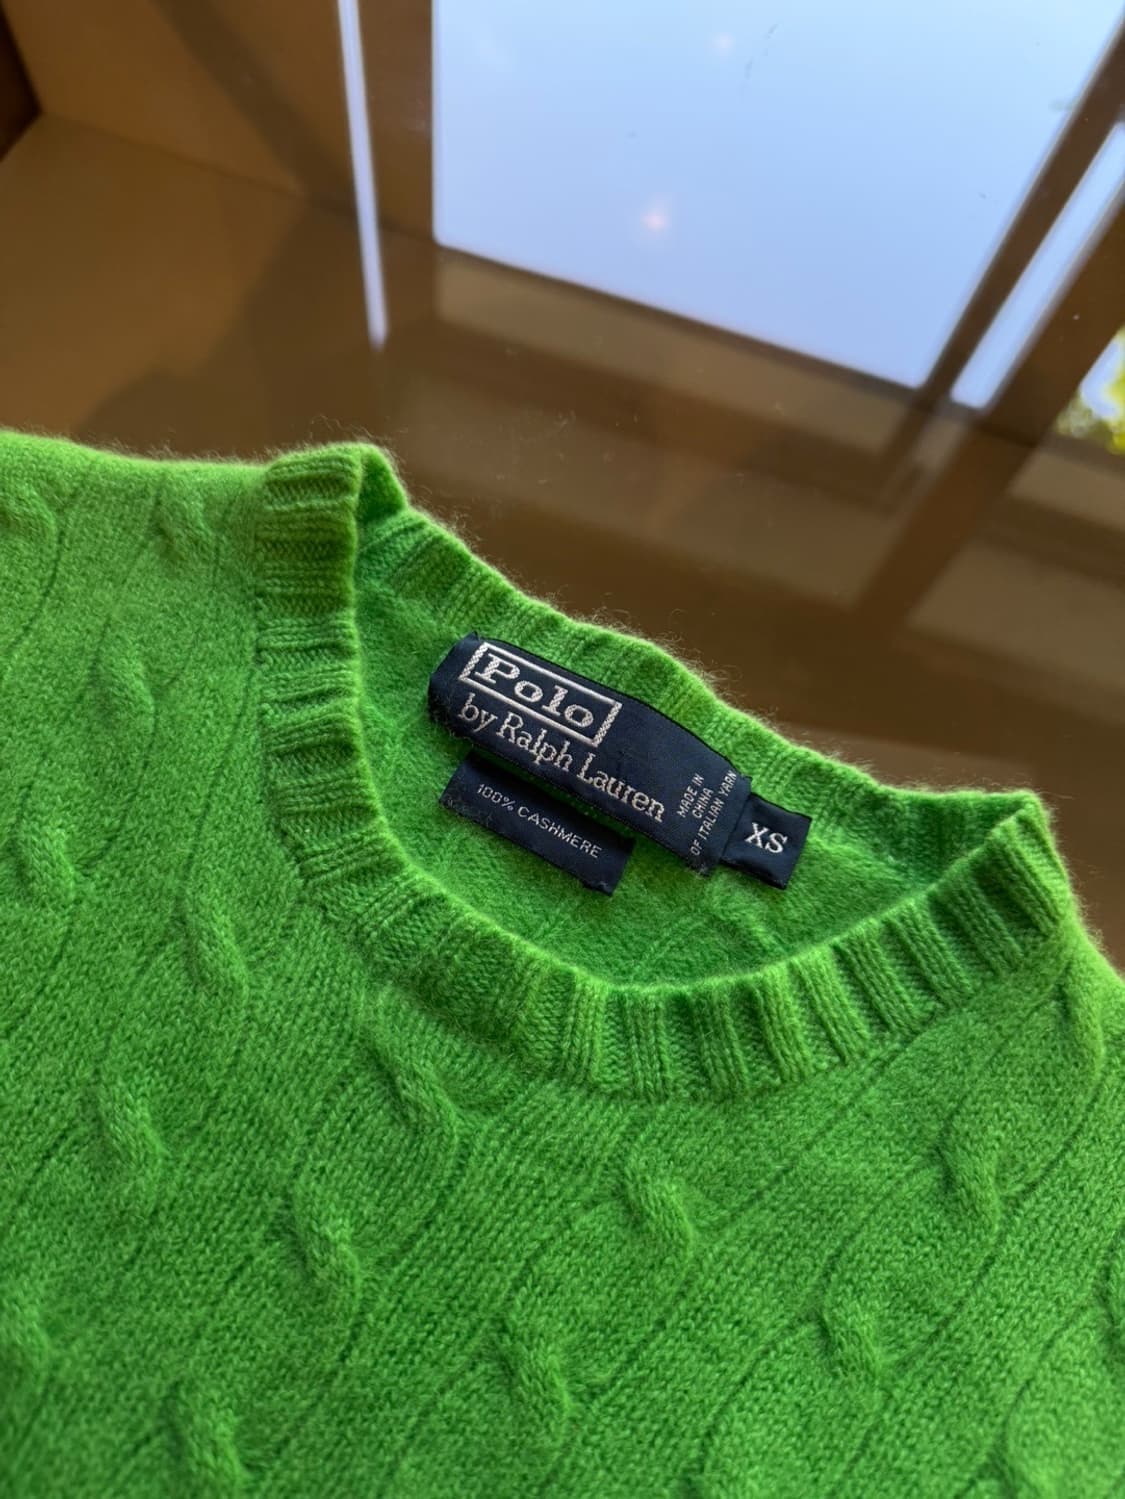 Polo
by Ralph Lauren
MADE IN
CHINA
OF ITALIAN YARN
XS
100% CASHMERE